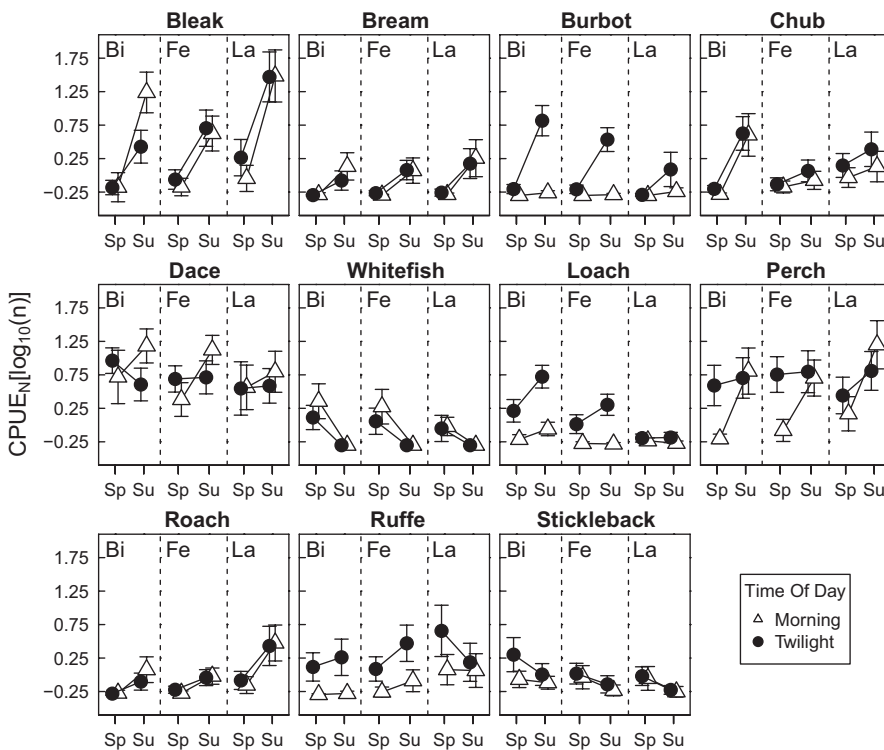 Bleak Bream Burbot Chub
Bi Fe La Bi Fe La Bi Fe La Bi Fe La
1.75
1.25
0.75
0.25
−0.25
Sp Su Sp Su Sp Su Sp Su Sp Su Sp Su Sp Su Sp Su Sp Su Sp Su Sp Su Sp Su
Dace Whitefish Loach Perch
Bi Fe La Bi Fe La Bi Fe La Bi Fe La
1.75
1.25
0.75
0.25
−0.25
CPUE_N[log_10(n)]
Sp Su Sp Su Sp Su Sp Su Sp Su Sp Su Sp Su Sp Su Sp Su Sp Su Sp Su Sp Su
Roach Ruffe Stickleback
Bi Fe La Bi Fe La Bi Fe La
1.75
1.25
0.75
0.25
−0.25
Sp Su Sp Su Sp Su Sp Su Sp Su Sp Su Sp Su Sp Su Sp Su
Time Of Day
Morning
Twilight